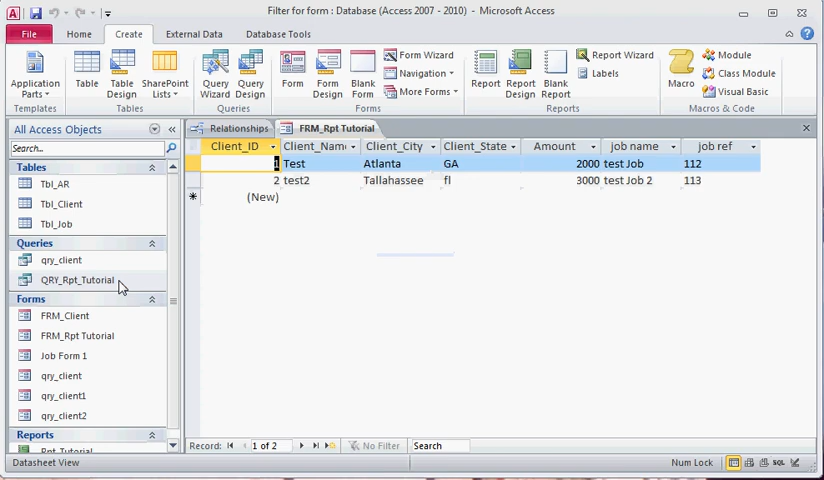 Filter for form : Database (Access 2007 - 2010) - Microsoft Access
File Home Create External Data Database Tools
Application Parts
Templates
Table
Table Design
SharePoint Lists
Tables
Query Wizard
Query Design
Queries
Form
Form Design
Blank Form
Form Wizard
Navigation
More Forms
Forms
Report
Report Design
Blank Report
Report Wizard
Labels
Reports
Macro
Module
Class Module
Visual Basic
Macros & Code
All Access Objects
Search...
Tables
Tbl_AR
Tbl_Client
Tbl_Job
Queries
qry_client
QRY_Rpt_Tutorial
Forms
FRM_Client
FRM_Rpt Tutorial
Job Form 1
qry_client
qry_client1
qry_client2
Reports
Rpt_Tutorial
Relationships FRM_Rpt Tutorial
Client_ID Client_Name Client_City Client_State Amount job name job ref
1 Test Atlanta GA 2000 test Job 112
2 test2 Tallahassee fl 3000 test Job 2 113
(New)
Record: 1 of 2 No Filter Search
Datasheet View Num Lock SQL